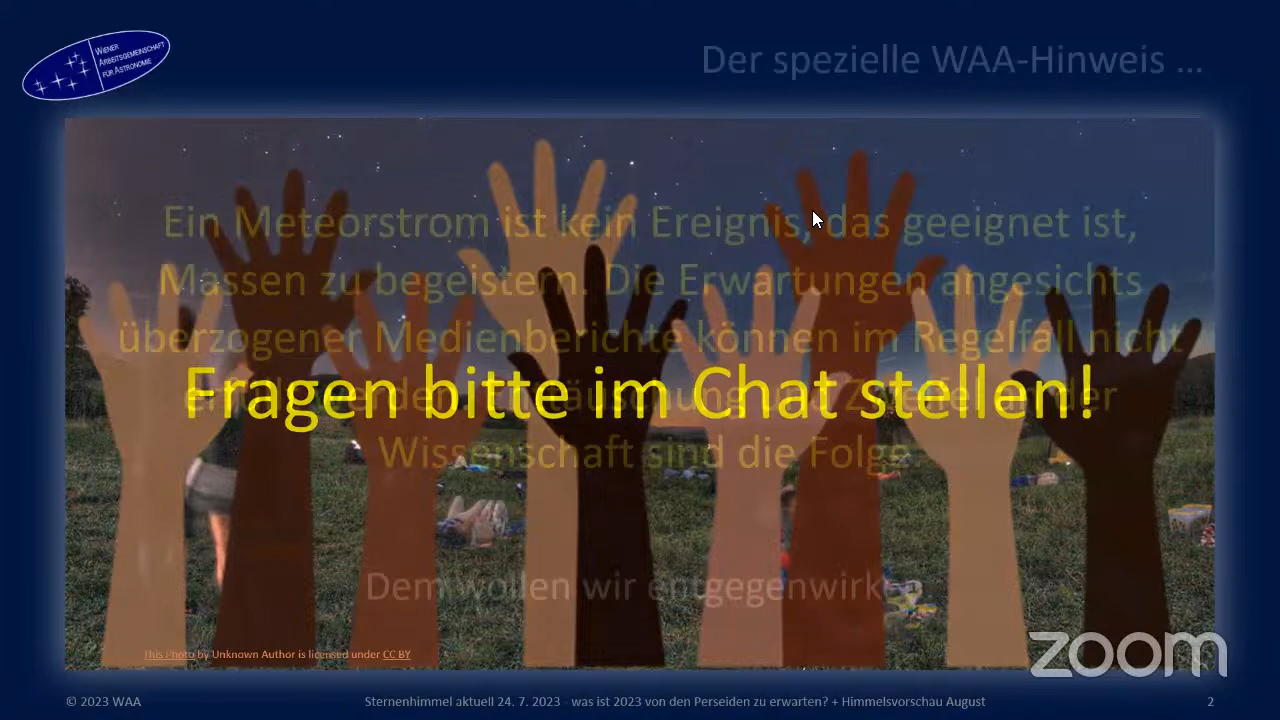 WIENER
ARBEITSGEMEINSCHAFT
FÜR ASTRONOMIE
Der spezielle WAA-Hinweis ...
Ein Meteorstrom ist kein Ereignis, das geeignet ist,
Massen zu begeistern. Die Erwartungen angesichts
überzogener Medienberichte können im Regelfall nicht
Fragen bitte im Chat stellen!
Wissenschaft sind die Folge.
Dem wollen wir entgegenwirk
This Photo by Unknown Author is licensed under CC BY
zoom
© 2023 WAA
Sternenhimmel aktuell 24. 7. 2023 - was ist 2023 von den Perseiden zu erwarten? + Himmelsvorschau August
2